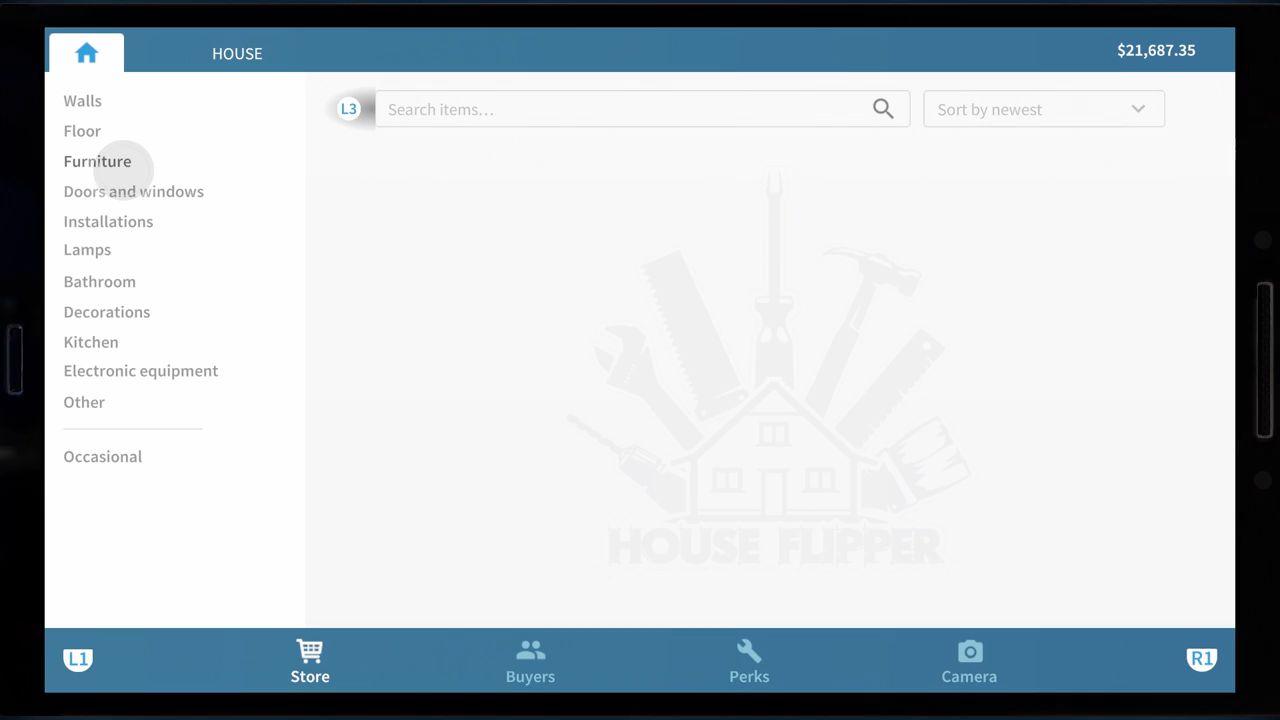 HOUSE
$21,687.35
Walls
Floor
Furniture
Doors and windows
Installations
Lamps
Bathroom
Decorations
Kitchen
Electronic equipment
Other
Occasional
L3
Search items...
Sort by newest
HOUSE FLIPPER
L1
Store
Buyers
Perks
Camera
R1